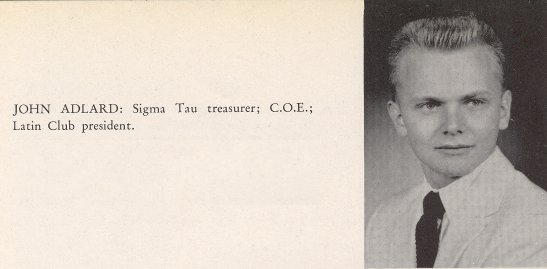 JOHN ADLARD: Sigma Tau treasurer; C.O.E.;
Latin Club president.